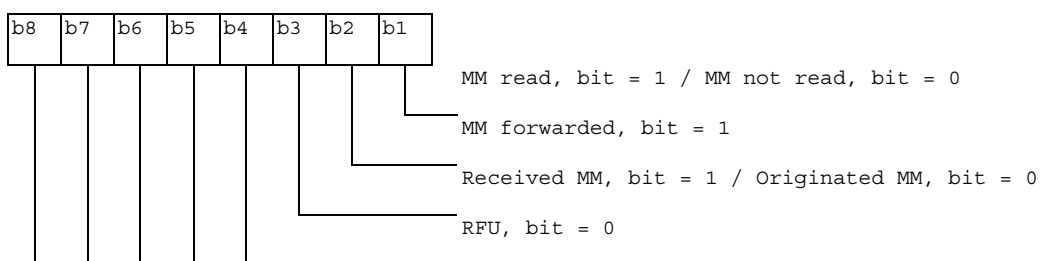 b8 b7 b6 b5 b4 b3 b2 b1
MM read, bit = 1 / MM not read, bit = 0
MM forwarded, bit = 1
Received MM, bit = 1 / Originated MM, bit = 0
RFU, bit = 0